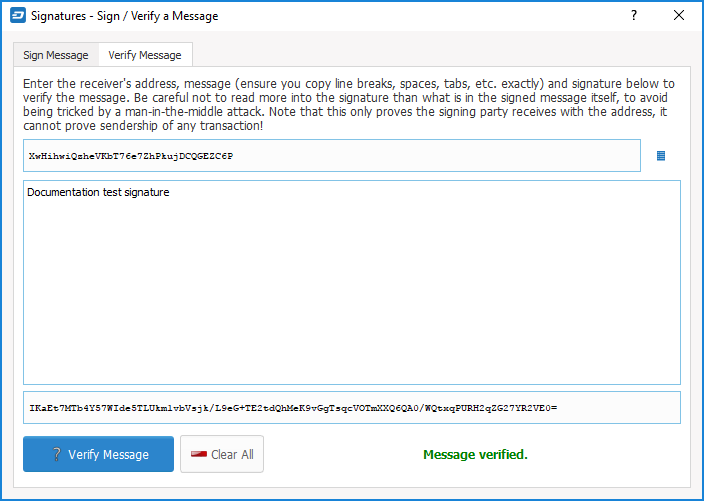 Signatures - Sign / Verify a Message
?
Sign Message
Verify Message
Enter the receiver's address, message (ensure you copy line breaks, spaces, tabs, etc. exactly) and signature below to
verify the message. Be careful not to read more into the signature than what is in the signed message itself, to avoid
being tricked by a man-in-the-middle attack. Note that this only proves the signing party receives with the address, it
cannot prove sendership of any transaction!
XwHihwiQsheVKbT76e7ZhPkujDCQGEZC6P
Documentation test signature
IKaEt7MTb4Y57WIde5TLUkm1vbVsjk/L9eG+TE2tdQhMeK9vGgTsqcVOTmXXQ6QA0/WQtxqPURH2qZG27YR2VE0=
? Verify Message
Clear All
Message verified.